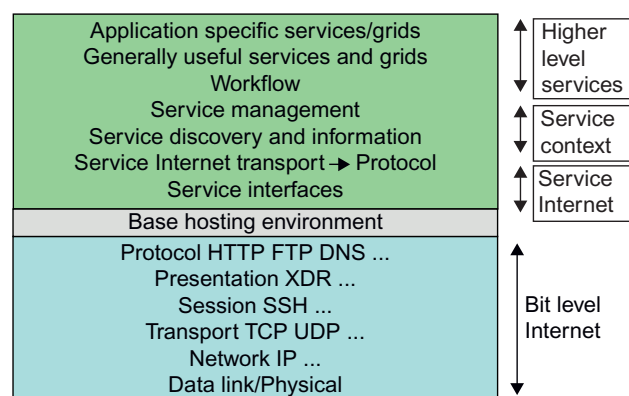 Application specific services/grids
Generally useful services and grids
Workflow
Service management
Service discovery and information
Service Internet transport → Protocol
Service interfaces
Base hosting environment
Protocol HTTP FTP DNS ...
Presentation XDR ...
Session SSH ...
Transport TCP UDP ...
Network IP ...
Data link/Physical
Higher
level
services
Service
context
Service
Internet
Bit level
Internet